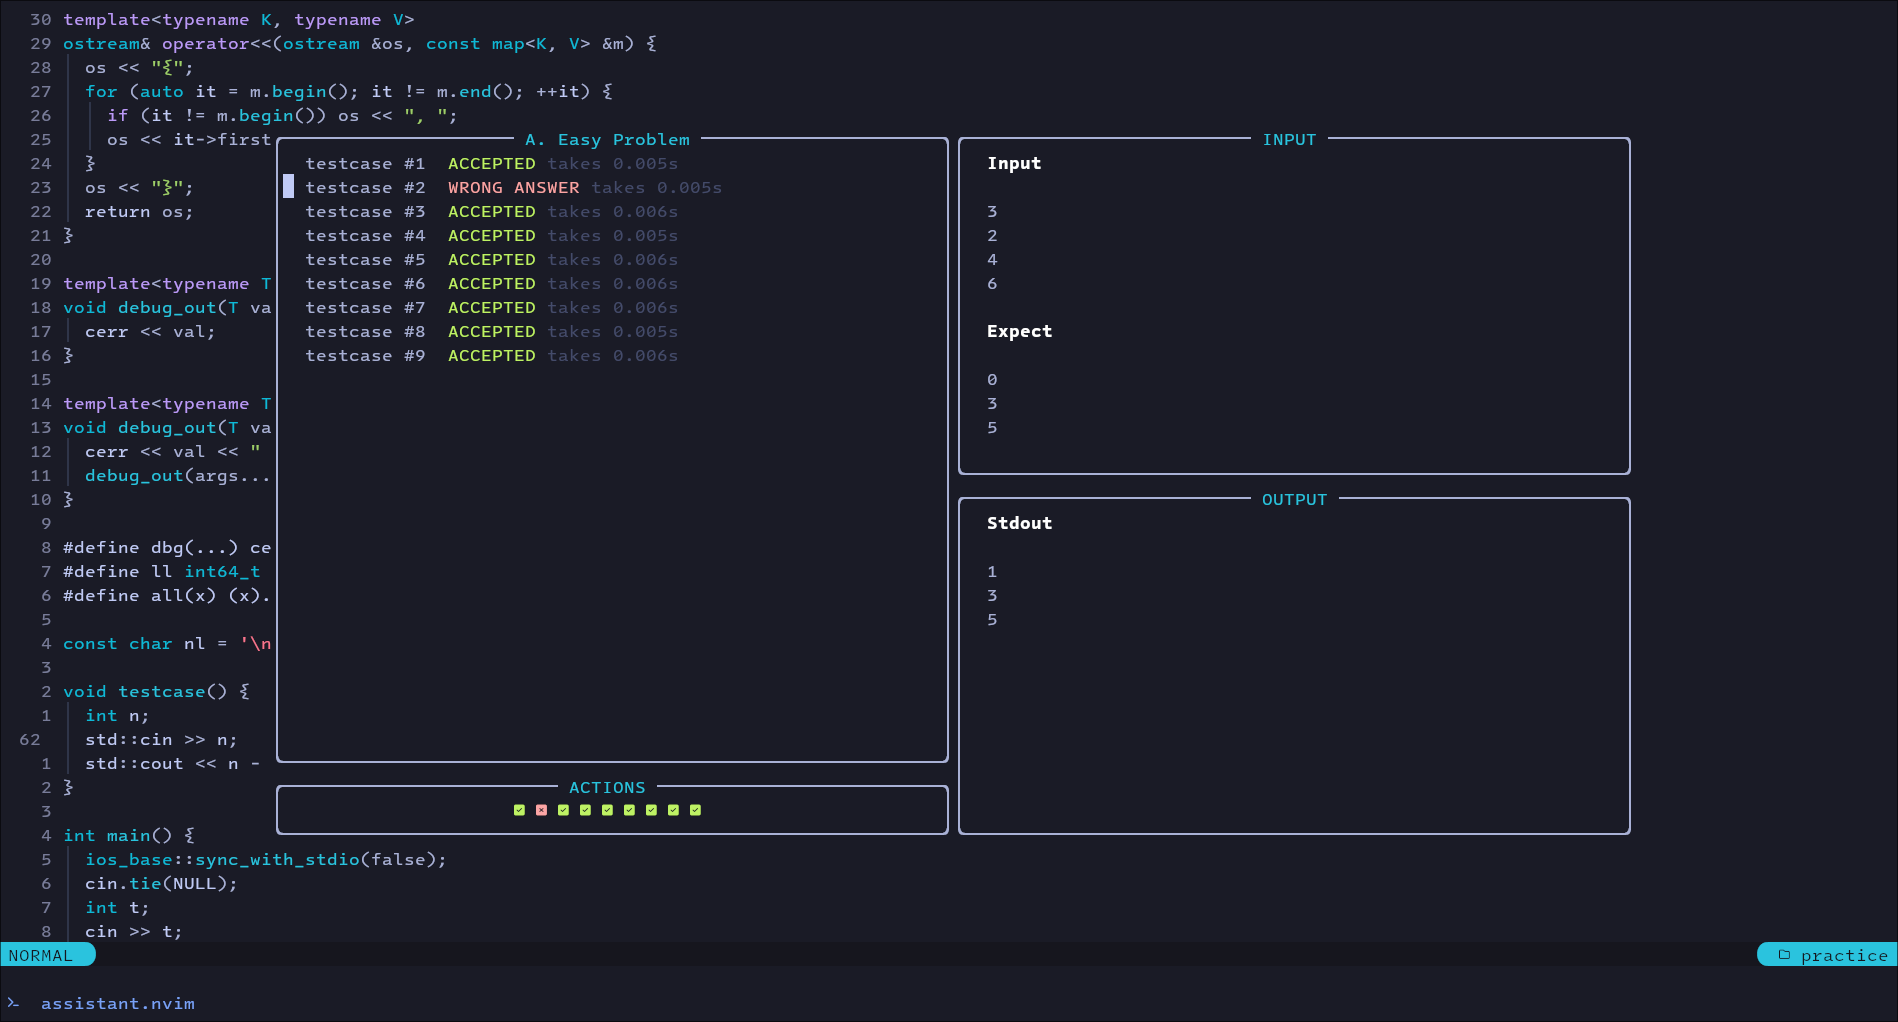 30 template<typename K, typename V>
29 ostream& operator<<(ostream &os, const map<K, V> &m) {
28 os << "{";
27 for (auto it = m.begin(); it != m.end(); ++it) {
26 if (it != m.begin()) os << ", ";
25 os << it->first
24 }
23 os << "}";
22 return os;
21 }
20
19 template<typename T
18 void debug_out(T va
17 cerr << val;
16 }
15
14 template<typename T
13 void debug_out(T va
12 cerr << val << "
11 debug_out(args...
10 }
9
8 #define dbg(...) ce
7 #define ll int64_t
6 #define all(x) (x).
5
4 const char nl = '\n
3
2 void testcase() {
1 int n;
62 std::cin >> n;
1 std::cout << n -
2 }
3
4 int main() {
5 ios_base::sync_with_stdio(false);
6 cin.tie(NULL);
7 int t;
8 cin >> t;
A. Easy Problem
testcase #1 ACCEPTED takes 0.005s
testcase #2 WRONG ANSWER takes 0.005s
testcase #3 ACCEPTED takes 0.006s
testcase #4 ACCEPTED takes 0.005s
testcase #5 ACCEPTED takes 0.006s
testcase #6 ACCEPTED takes 0.006s
testcase #7 ACCEPTED takes 0.006s
testcase #8 ACCEPTED takes 0.005s
testcase #9 ACCEPTED takes 0.006s
ACTIONS
INPUT
Input
3
2
4
6
Expect
0
3
5
OUTPUT
Stdout
1
3
5
NORMAL
practice
assistant.nvim